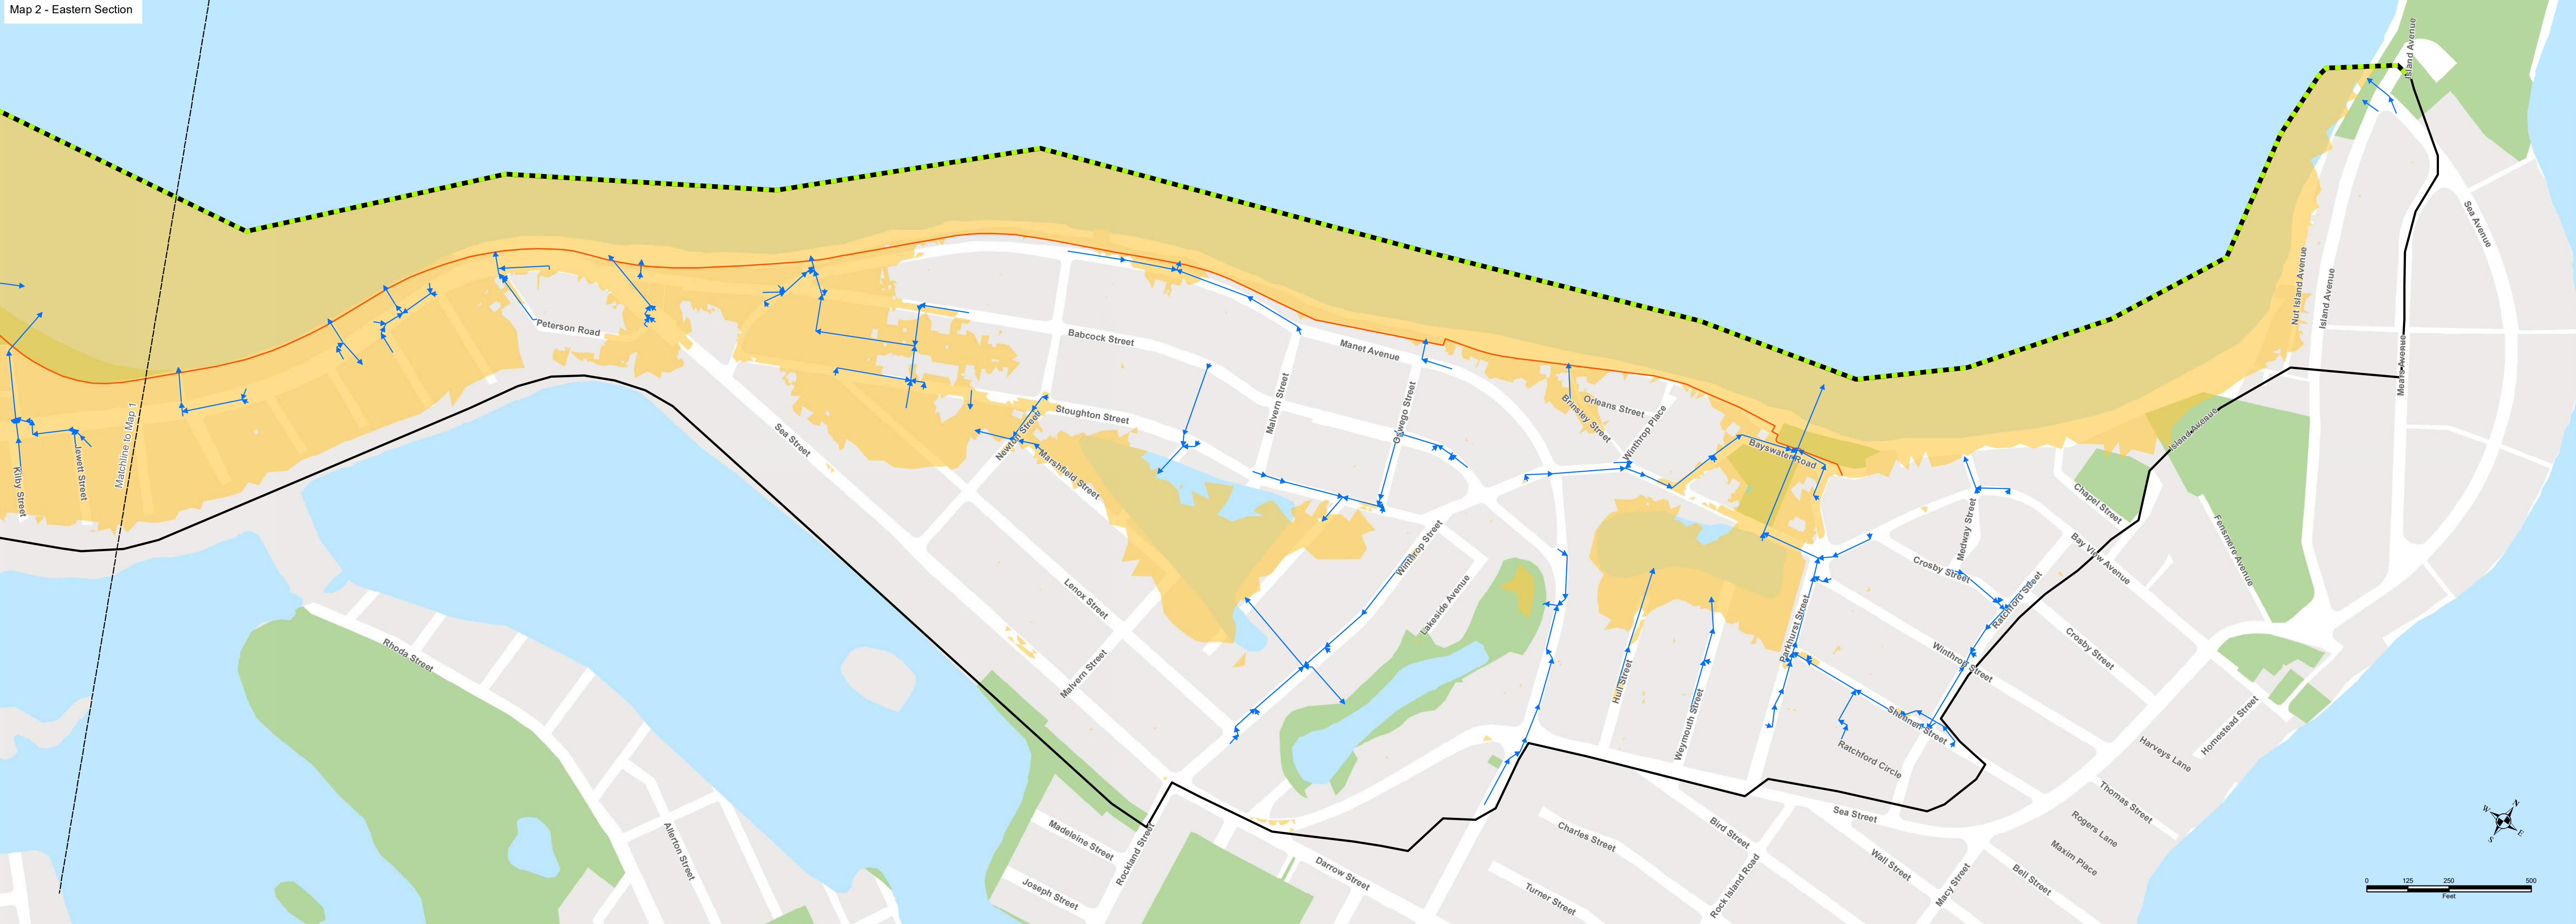 Map 2 - Eastern Section
Island Avenue
Sea Avenue
Nut Island Avenue
Island Avenue
Mears Avenue
Peterson Road
Babcock Street
Manet Avenue
Malvern Street
Oswego Street
Orleans Street
Brinsley Street
Winthrop Place
Bayswater Road
Island Avenue
Stoughton Street
Newton Street
Marshfield Street
Sea Street
Matchline to Map 1
Jewett Street
Kilby Street
Chapel Street
Fensmere Avenue
Medway Street
Bay View Avenue
Crosby Street
Ratchford Street
Winthrop Street
Lakeside Avenue
Lenox Street
Malvern Street
Rhoda Street
Parkhurst Street
Hull Street
Weymouth Street
Crosby Street
Winthrop Street
Shennen Street
Ratchford Circle
Homestead Street
Harveys Lane
Thomas Street
Rogers Lane
Maxim Place
Sea Street
Bird Street
Charles Street
Wall Street
Bell Street
Macy Street
Rock Island Road
Turner Street
Darrow Street
Rockland Street
Madeleine Street
Joseph Street
Allerton Street
N
W
E
S
0 125 250 500
Feet